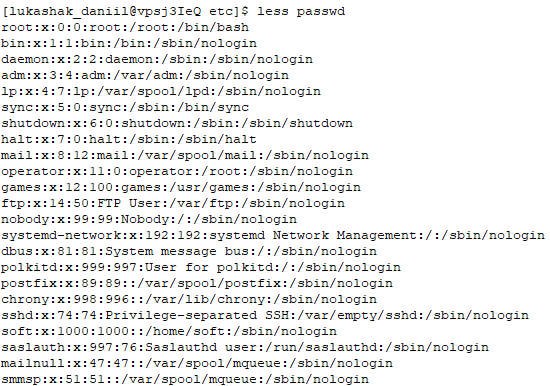 [lukashak_daniil@vpsj3IeQ etc]$ less passwd
root:x:0:0:root:/root:/bin/bash
bin:x:1:1:bin:/bin:/sbin/nologin
daemon:x:2:2:daemon:/sbin:/sbin/nologin
adm:x:3:4:adm:/var/adm:/sbin/nologin
lp:x:4:7:lp:/var/spool/lpd:/sbin/nologin
sync:x:5:0:sync:/sbin:/bin/sync
shutdown:x:6:0:shutdown:/sbin:/sbin/shutdown
halt:x:7:0:halt:/sbin:/sbin/halt
mail:x:8:12:mail:/var/spool/mail:/sbin/nologin
operator:x:11:0:operator:/root:/sbin/nologin
games:x:12:100:games:/usr/games:/sbin/nologin
ftp:x:14:50:FTP User:/var/ftp:/sbin/nologin
nobody:x:99:99:Nobody:/:/sbin/nologin
systemd-network:x:192:192:systemd Network Management:/:/sbin/nologin
dbus:x:81:81:System message bus:/:/sbin/nologin
polkitd:x:999:997:User for polkitd:/:/sbin/nologin
postfix:x:89:89::/var/spool/postfix:/sbin/nologin
chrony:x:998:996::/var/lib/chrony:/sbin/nologin
sshd:x:74:74:Privilege-separated SSH:/var/empty/sshd:/sbin/nologin
soft:x:1000:1000::/home/soft:/sbin/nologin
saslauth:x:997:76:Saslauthd user:/run/saslauthd:/sbin/nologin
mailnull:x:47:47::/var/spool/mqueue:/sbin/nologin
smmsp:x:51:51::/var/spool/mqueue:/sbin/nologin